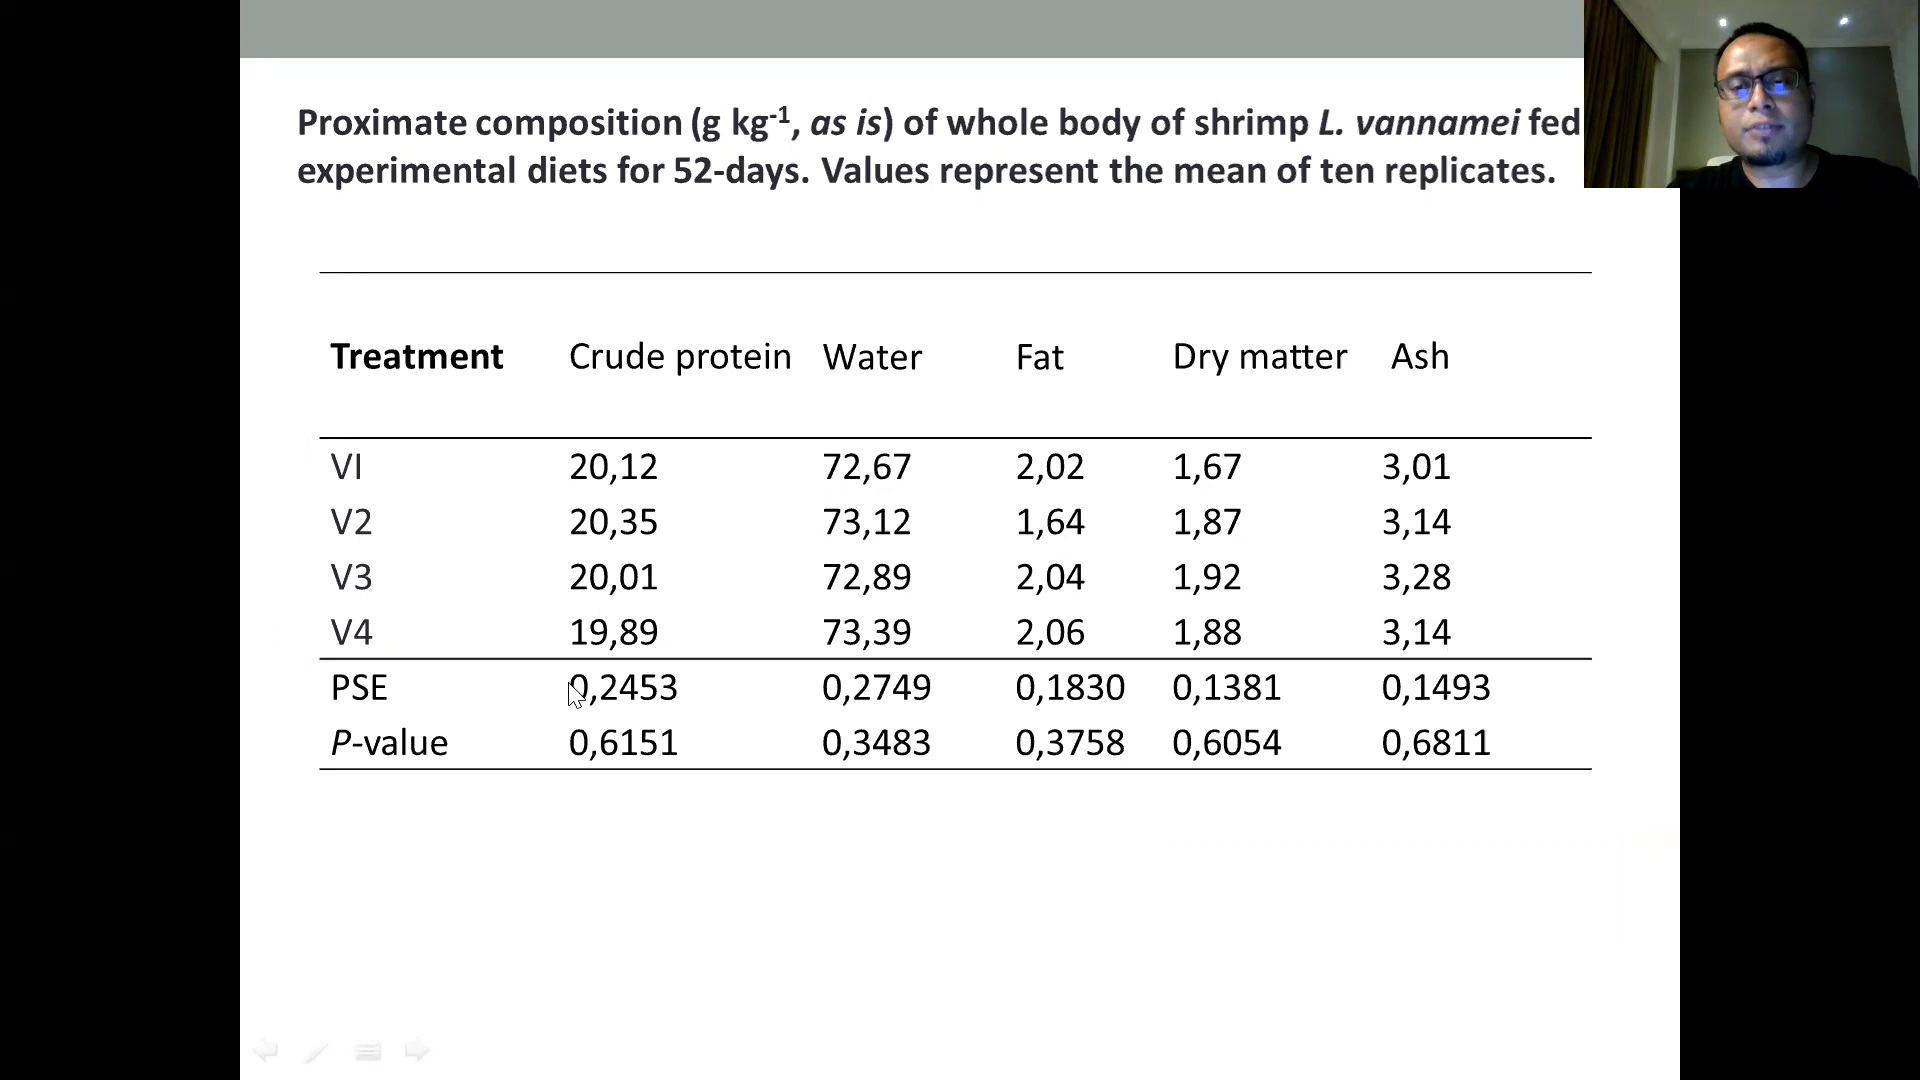 Proximate composition (g kg-1, as is) of whole body of shrimp L. vannamei fed
experimental diets for 52-days. Values represent the mean of ten replicates.
Treatment Crude protein Water Fat Dry matter Ash
VI 20,12 72,67 2,02 1,67 3,01
V2 20,35 73,12 1,64 1,87 3,14
V3 20,01 72,89 2,04 1,92 3,28
V4 19,89 73,39 2,06 1,88 3,14
PSE 0,2453 0,2749 0,1830 0,1381 0,1493
P-value 0,6151 0,3483 0,3758 0,6054 0,6811